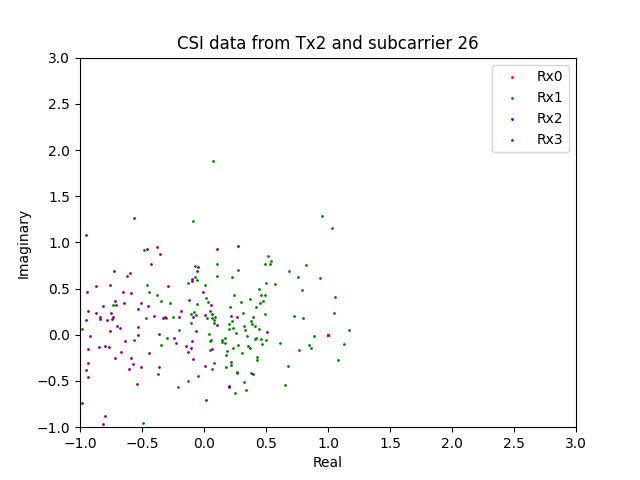 CSI data from Tx2 and subcarrier 26
3.0
2.5
2.0
1.5
1.0
0.5
0.0
−0.5
−1.0
Imaginary
Rx0
Rx1
Rx2
Rx3
−1.0 −0.5 0.0 0.5 1.0 1.5 2.0 2.5 3.0
Real